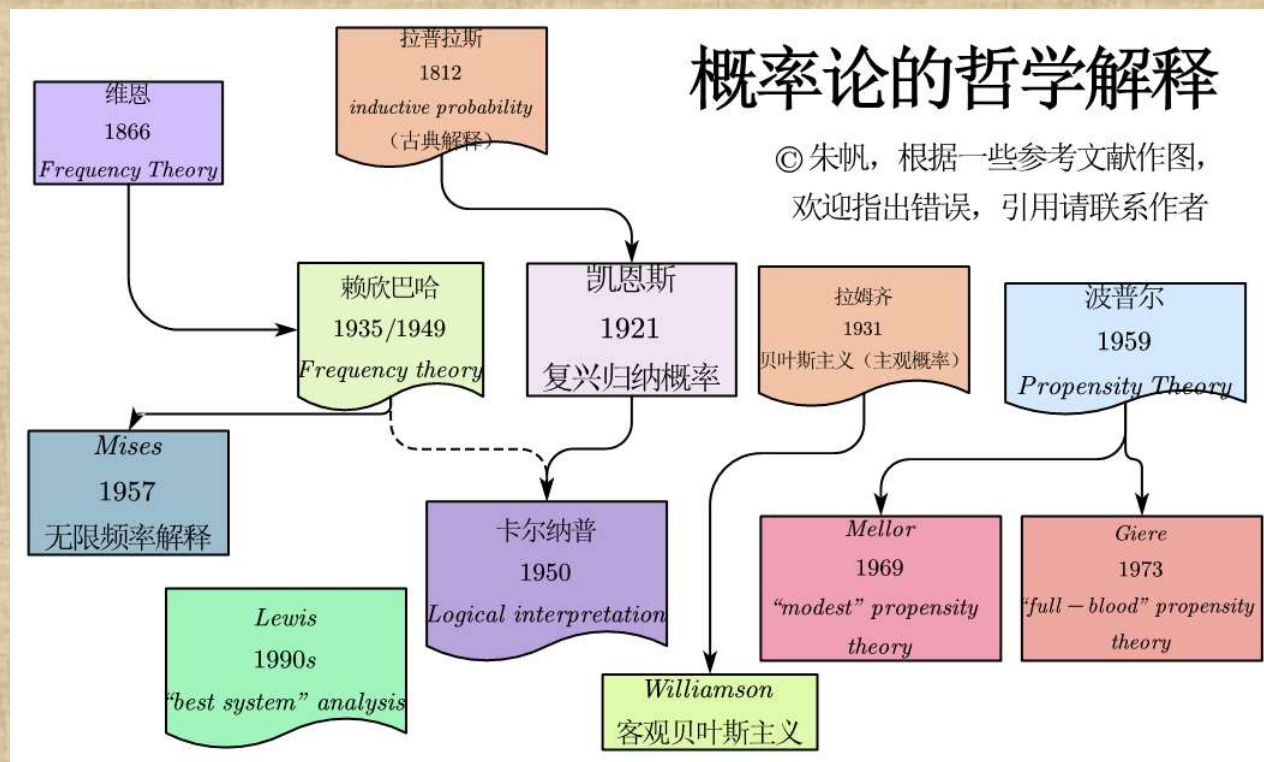 概率论的哲学解释
© 朱帆，根据一些参考文献作图，
欢迎指出错误，引用请联系作者
维恩
1866
Frequency Theory
拉普拉斯
1812
inductive probability
（古典解释）
赖欣巴哈
1935/1949
Frequency theory
凯恩斯
1921
复兴归纳概率
拉姆齐
1931
贝叶斯主义（主观概率）
波普尔
1959
Propensity Theory
Mises
1957
无限频率解释
卡尔纳普
1950
Logical interpretation
Mellor
1969
“modest” propensity
theory
Giere
1973
“full – blood” propensity
theory
Lewis
1990s
“best system” analysis
Williamson
客观贝叶斯主义